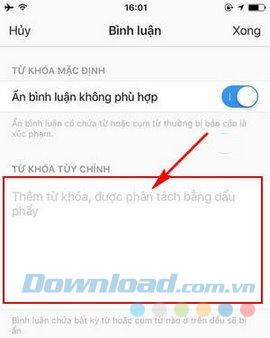 16:01
Hủy Bình luận Xong
TỪ KHÓA MẶC ĐỊNH
Ẩn bình luận không phù hợp
Ẩn bình luận có chứa từ hoặc cụm từ thường bị báo cáo là
xúc phạm.
TỪ KHÓA TÙY CHỈNH
Thêm từ khóa, được phân tách bằng dấu
phẩy
Download.com.vn
Bình luận chứa bất kỳ từ hoặc cụm từ nào ở trên đều sẽ bị
ẩn.